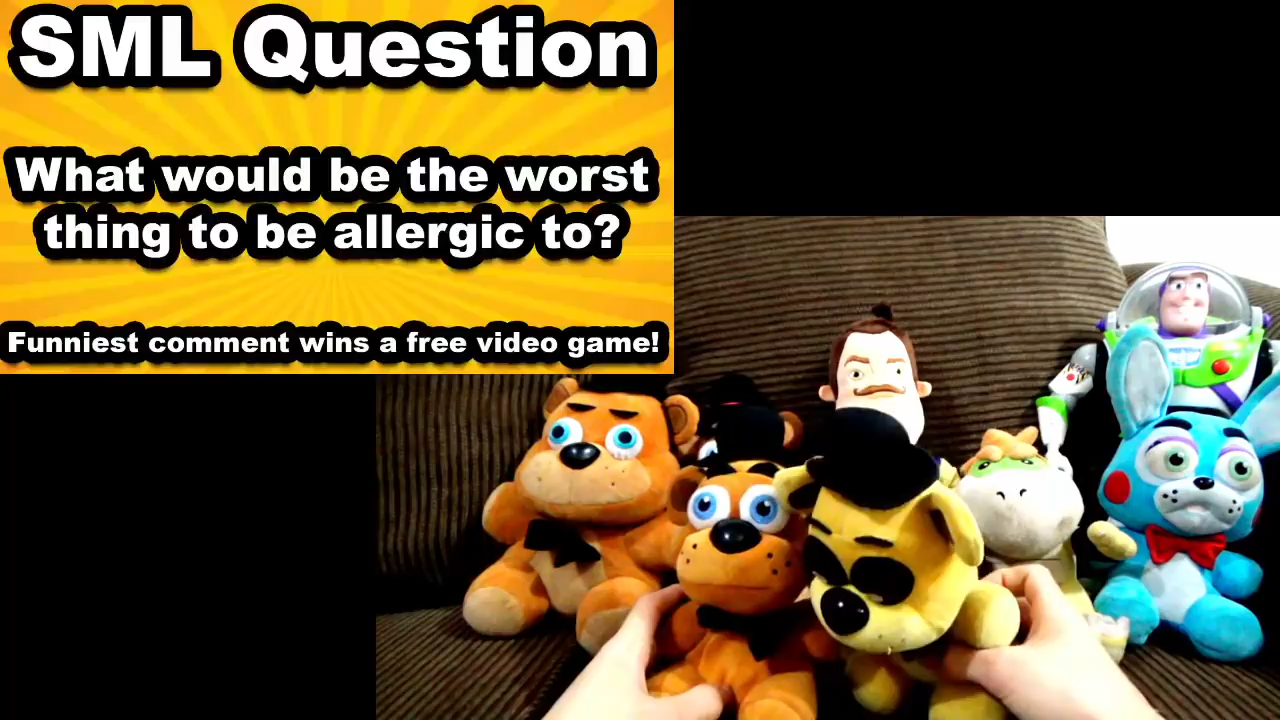 SML Question
What would be the worst
thing to be allergic to?
Funniest comment wins a free video game!